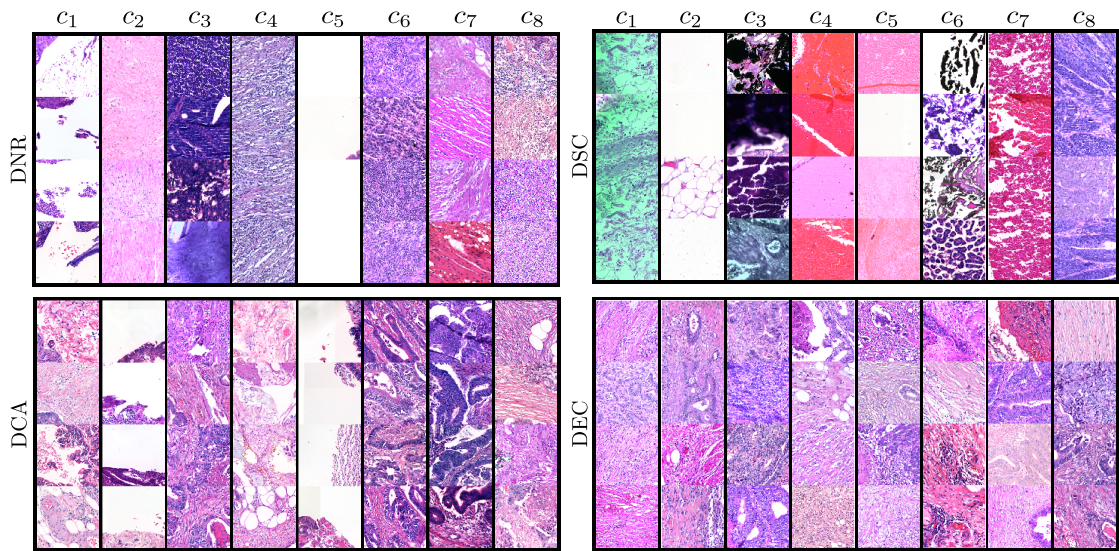 c₁ c₂ c₃ c₄ c₅ c₆ c₇ c₈ c₁ c₂ c₃ c₄ c₅ c₆ c₇ c₈
DNR DSC
DCA DEC